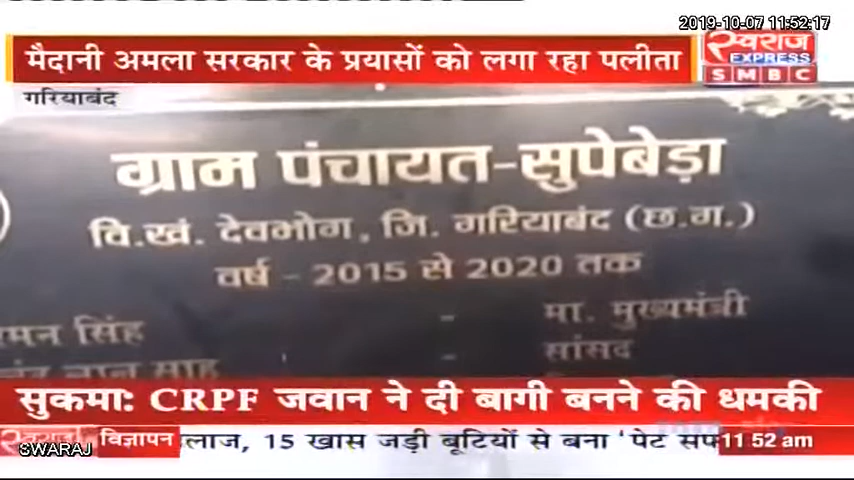 2019-10-07 11:52:17
मैदानी अमला सरकार के प्रयासों को लगा रहा पलीता
स्वराज
EXPRESS
SMBC
गरियाबंद
ग्राम पंचायत-सुपेबेड़ा
वि.खं. देवभोग, जि. गरियाबंद (छ.ग.)
वर्ष - 2015 से 2020 तक
रमन सिंह - मा. मुख्यमंत्री
- सांसद
सुकमा: CRPF जवान ने दी बागी बनने की धमकी
SWARAJ
विज्ञापन
लाज, 15 खास जड़ी बूटियों से बना 'पेट सफ
11:52 am